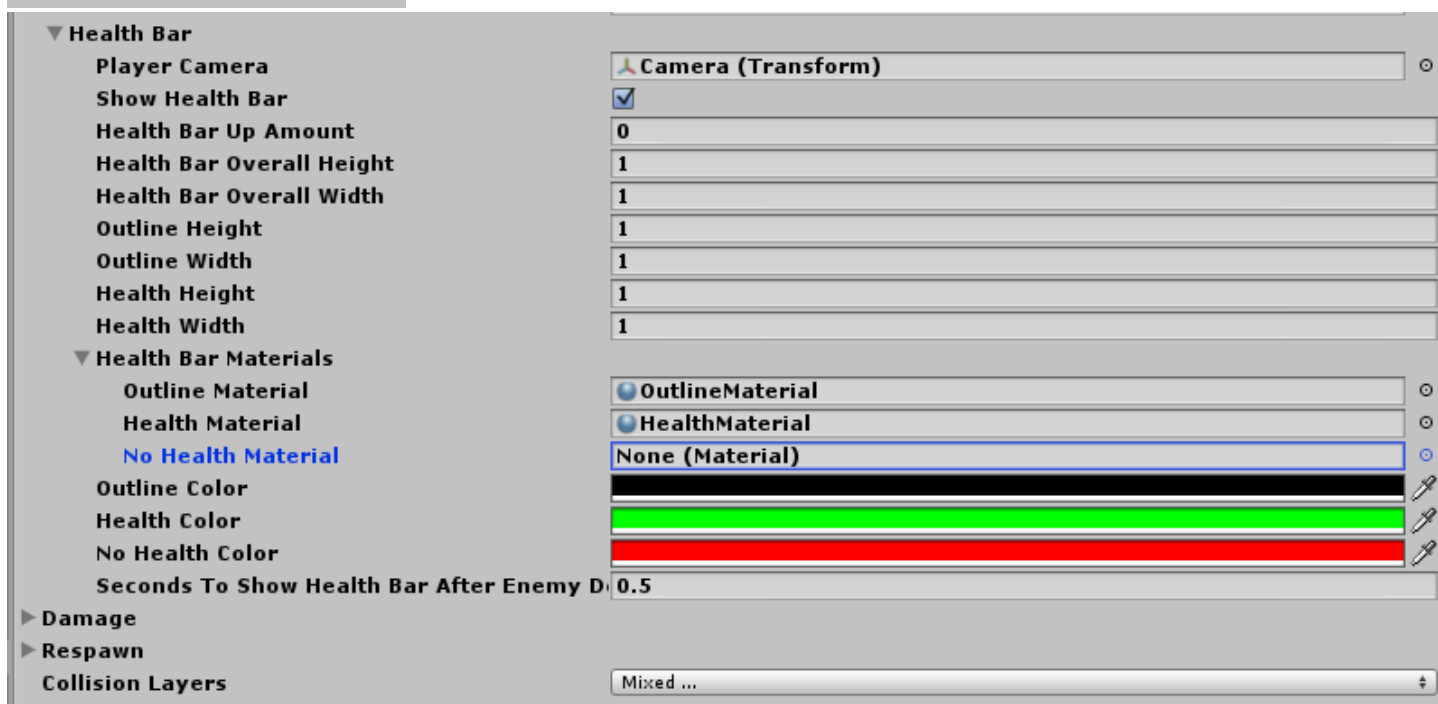 Health Bar
Player Camera Camera (Transform)
Show Health Bar
Health Bar Up Amount 0
Health Bar Overall Height 1
Health Bar Overall Width 1
Outline Height 1
Outline Width 1
Health Height 1
Health Width 1
Health Bar Materials
Outline Material OutlineMaterial
Health Material HealthMaterial
No Health Material None (Material)
Outline Color
Health Color
No Health Color
Seconds To Show Health Bar After Enemy D 0.5
Damage
Respawn
Collision Layers Mixed ...